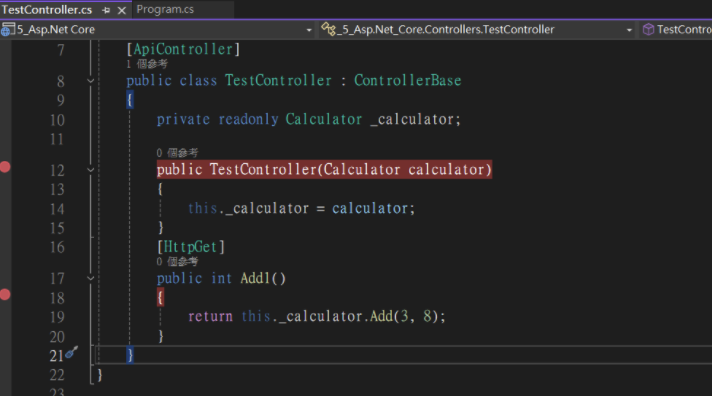 TestController.cs Program.cs
5_Asp.Net Core _5_Asp.Net_Core.Controllers.TestController TestContro
7 [ApiController]
1 個參考
8 public class TestController : ControllerBase
9 {
10 private readonly Calculator _calculator;
11
0 個參考
12 public TestController(Calculator calculator)
13 {
14 this._calculator = calculator;
15 }
16 [HttpGet]
0 個參考
17 public int Add1()
18 {
19 return this._calculator.Add(3, 8);
20 }
21 }
22 }
23